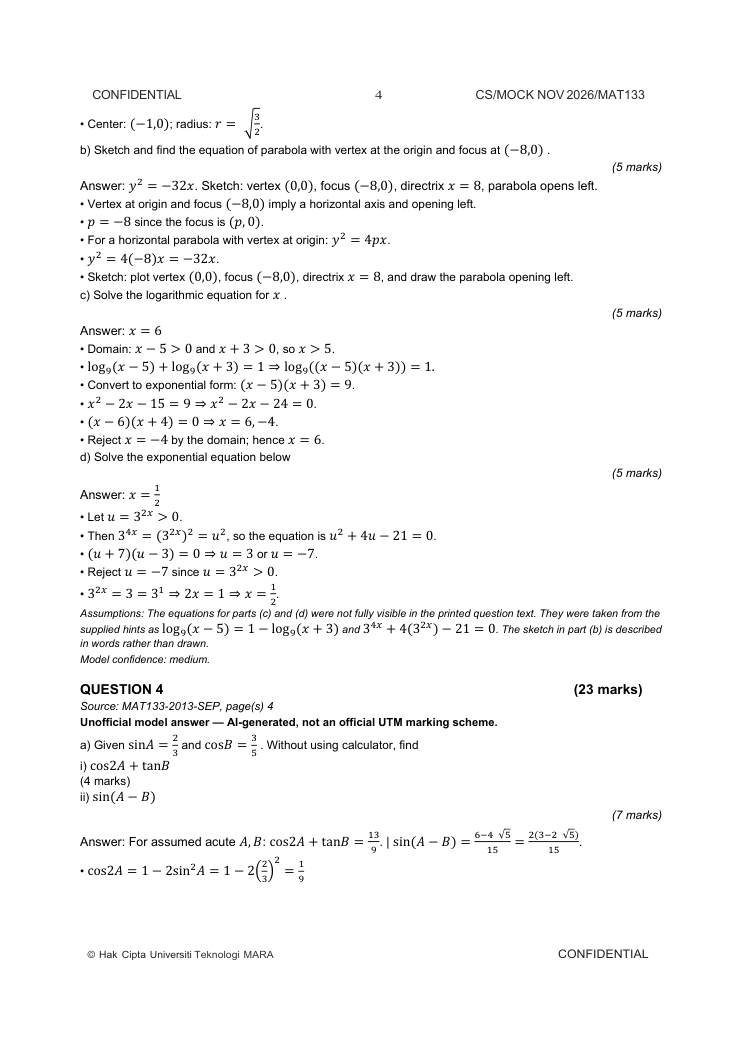 CONFIDENTIAL 4 CS/MOCK NOV 2026/MAT133
• Center: (−1,0); radius: r = √(3/2).
b) Sketch and find the equation of parabola with vertex at the origin and focus at (−8,0) .
(5 marks)
Answer: y² = −32x. Sketch: vertex (0,0), focus (−8,0), directrix x = 8, parabola opens left.
• Vertex at origin and focus (−8,0) imply a horizontal axis and opening left.
• p = −8 since the focus is (p, 0).
• For a horizontal parabola with vertex at origin: y² = 4px.
• y² = 4(−8)x = −32x.
• Sketch: plot vertex (0,0), focus (−8,0), directrix x = 8, and draw the parabola opening left.
c) Solve the logarithmic equation for x .
(5 marks)
Answer: x = 6
• Domain: x − 5 > 0 and x + 3 > 0, so x > 5.
• log₉(x − 5) + log₉(x + 3) = 1 ⇒ log₉((x − 5)(x + 3)) = 1.
• Convert to exponential form: (x − 5)(x + 3) = 9.
• x² − 2x − 15 = 9 ⇒ x² − 2x − 24 = 0.
• (x − 6)(x + 4) = 0 ⇒ x = 6, −4.
• Reject x = −4 by the domain; hence x = 6.
d) Solve the exponential equation below
(5 marks)
Answer: x = 1/2
• Let u = 3²ˣ > 0.
• Then 3⁴ˣ = (3²ˣ)² = u², so the equation is u² + 4u − 21 = 0.
• (u + 7)(u − 3) = 0 ⇒ u = 3 or u = −7.
• Reject u = −7 since u = 3²ˣ > 0.
• 3²ˣ = 3 = 3¹ ⇒ 2x = 1 ⇒ x = 1/2.
Assumptions: The equations for parts (c) and (d) were not fully visible in the printed question text. They were taken from the
supplied hints as log₉(x − 5) = 1 − log₉(x + 3) and 3⁴ˣ + 4(3²ˣ) − 21 = 0. The sketch in part (b) is described
in words rather than drawn.
Model confidence: medium.
QUESTION 4 (23 marks)
Source: MAT133-2013-SEP, page(s) 4
Unofficial model answer — AI-generated, not an official UTM marking scheme.
a) Given sinA = 2/3 and cosB = 3/5 . Without using calculator, find
i) cos2A + tanB
(4 marks)
ii) sin(A − B)
(7 marks)
Answer: For assumed acute A, B: cos2A + tanB = 13/9. | sin(A − B) = (6−4 √5)/15 = 2(3−2 √5)/15.
• cos2A = 1 − 2sin²A = 1 − 2(2/3)² = 1/9
© Hak Cipta Universiti Teknologi MARA CONFIDENTIAL